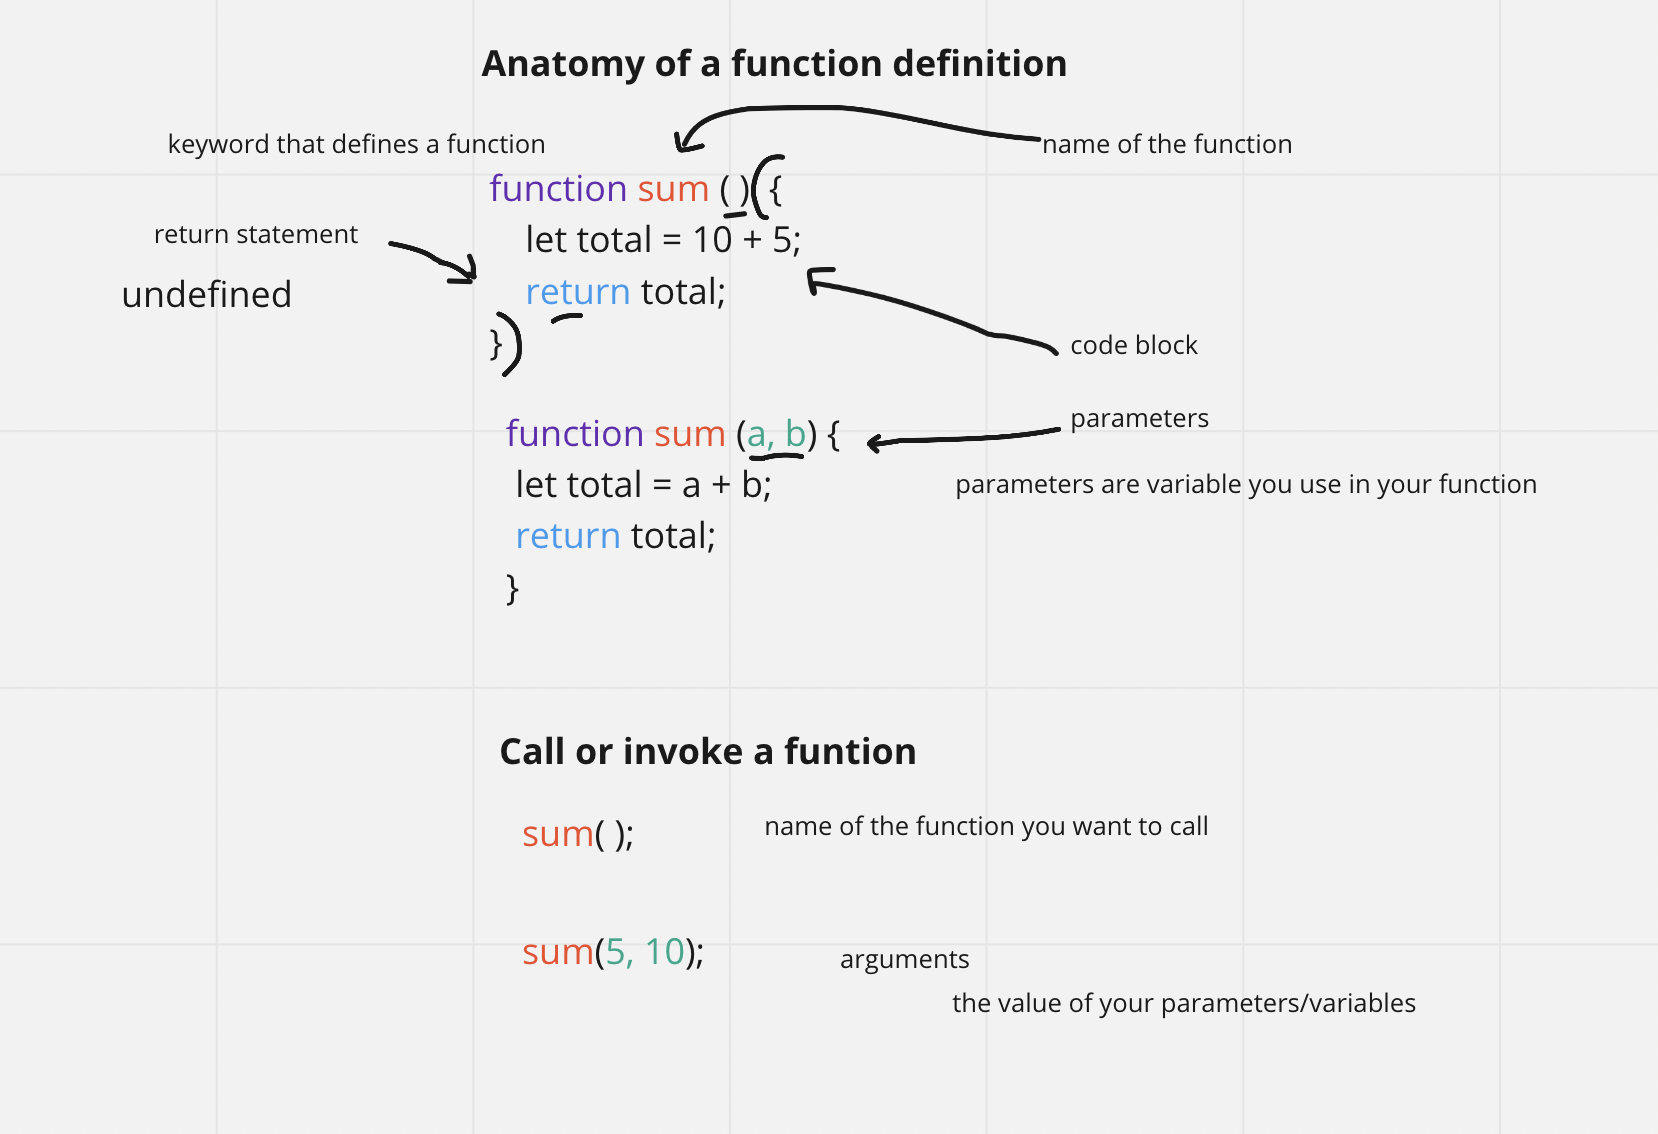 Anatomy of a function definition
keyword that defines a function
name of the function
function sum ( ) {
return statement
let total = 10 + 5;
undefined
return total;
}
code block
parameters
function sum (a, b) {
let total = a + b;
parameters are variable you use in your function
return total;
}
Call or invoke a funtion
sum( );
name of the function you want to call
sum(5, 10);
arguments
the value of your parameters/variables